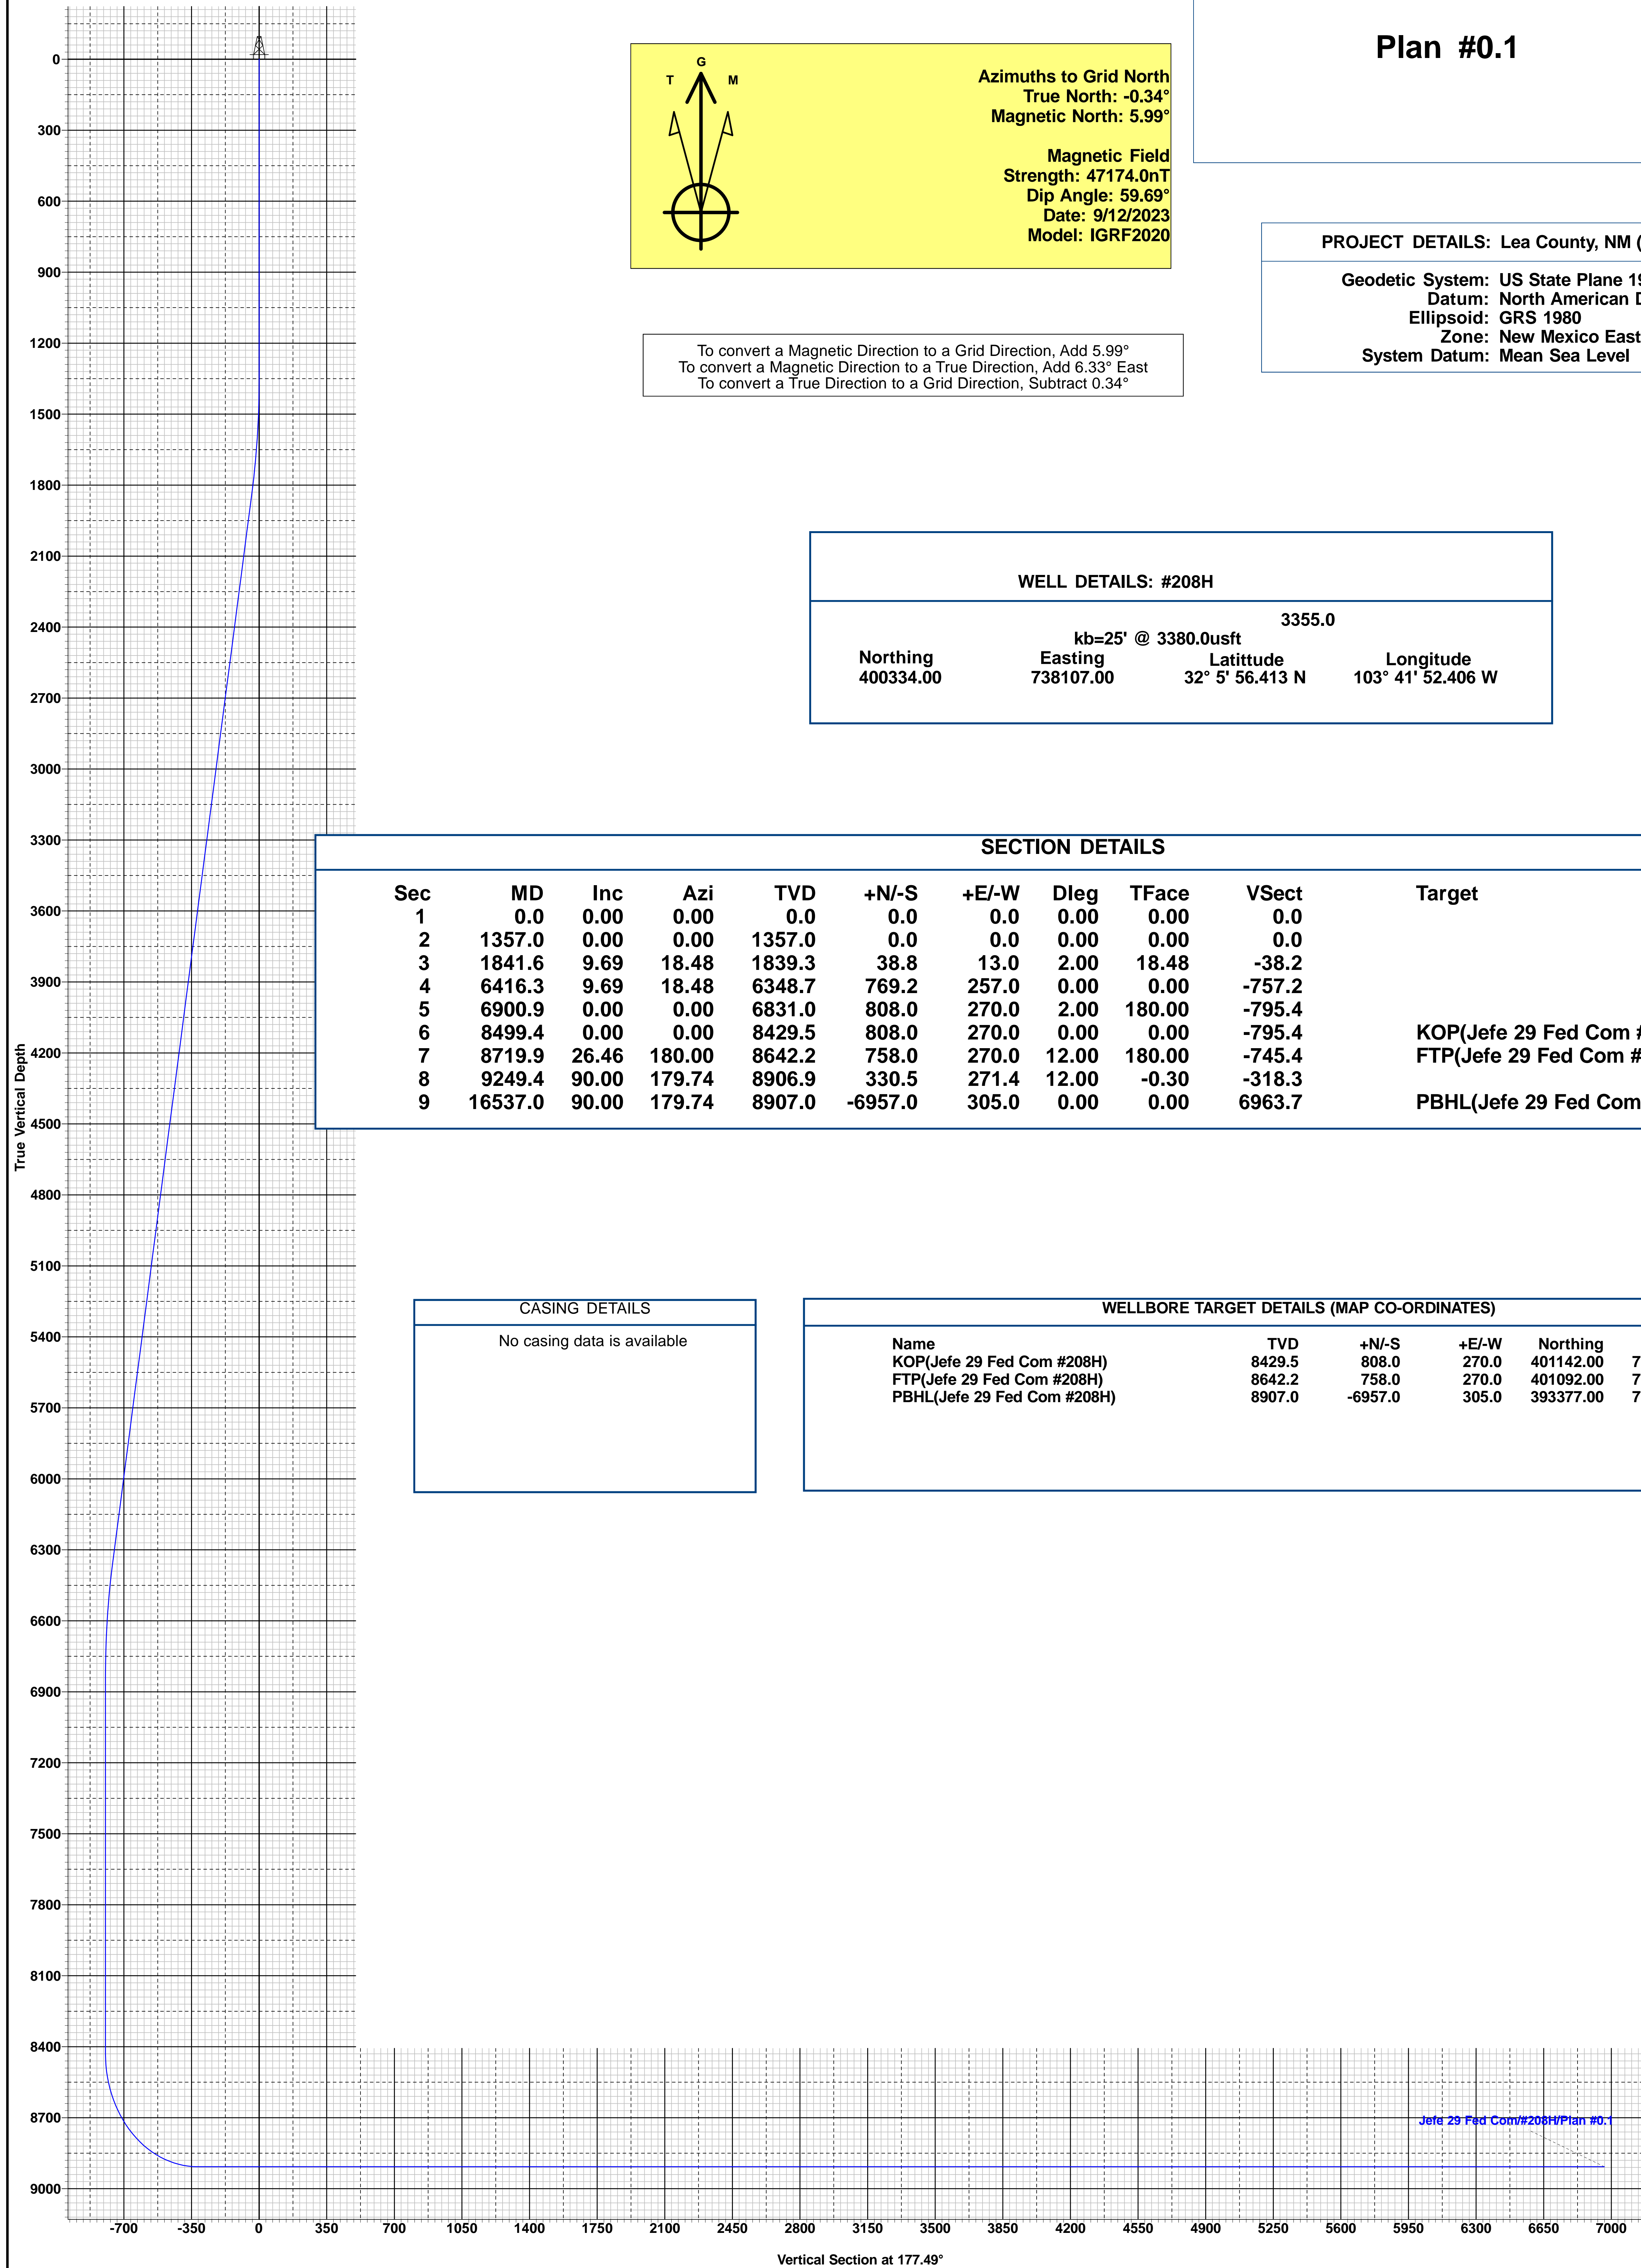 Plan #0.1
T G M
Azimuths to Grid North
True North: -0.34°
Magnetic North: 5.99°
Magnetic Field
Strength: 47174.0nT
Dip Angle: 59.69°
Date: 9/12/2023
Model: IGRF2020
PROJECT DETAILS: Lea County, NM (
Geodetic System: US State Plane 19
Datum: North American D
Ellipsoid: GRS 1980
Zone: New Mexico East
System Datum: Mean Sea Level
To convert a Magnetic Direction to a Grid Direction, Add 5.99°
To convert a Magnetic Direction to a True Direction, Add 6.33° East
To convert a True Direction to a Grid Direction, Subtract 0.34°
WELL DETAILS: #208H
3355.0
kb=25' @ 3380.0usft
Northing Easting Latittude Longitude
400334.00 738107.00 32° 5' 56.413 N 103° 41' 52.406 W
SECTION DETAILS
Sec MD Inc Azi TVD +N/-S +E/-W Dleg TFace VSect Target
1 0.0 0.00 0.00 0.0 0.0 0.0 0.00 0.00 0.0
2 1357.0 0.00 0.00 1357.0 0.0 0.0 0.00 0.00 0.0
3 1841.6 9.69 18.48 1839.3 38.8 13.0 2.00 18.48 -38.2
4 6416.3 9.69 18.48 6348.7 769.2 257.0 0.00 0.00 -757.2
5 6900.9 0.00 0.00 6831.0 808.0 270.0 2.00 180.00 -795.4
6 8499.4 0.00 0.00 8429.5 808.0 270.0 0.00 0.00 -795.4 KOP(Jefe 29 Fed Com #
7 8719.9 26.46 180.00 8642.2 758.0 270.0 12.00 180.00 -745.4 FTP(Jefe 29 Fed Com #
8 9249.4 90.00 179.74 8906.9 330.5 271.4 12.00 -0.30 -318.3
9 16537.0 90.00 179.74 8907.0 -6957.0 305.0 0.00 0.00 6963.7 PBHL(Jefe 29 Fed Com
CASING DETAILS
No casing data is available
WELLBORE TARGET DETAILS (MAP CO-ORDINATES)
Name TVD +N/-S +E/-W Northing
KOP(Jefe 29 Fed Com #208H) 8429.5 808.0 270.0 401142.00 7
FTP(Jefe 29 Fed Com #208H) 8642.2 758.0 270.0 401092.00 7
PBHL(Jefe 29 Fed Com #208H) 8907.0 -6957.0 305.0 393377.00 7
True Vertical Depth
0
300
600
900
1200
1500
1800
2100
2400
2700
3000
3300
3600
3900
4200
4500
4800
5100
5400
5700
6000
6300
6600
6900
7200
7500
7800
8100
8400
8700
9000
Jefe 29 Fed Com/#208H/Plan #0.1
-700 -350 0 350 700 1050 1400 1750 2100 2450 2800 3150 3500 3850 4200 4550 4900 5250 5600 5950 6300 6650 7000
Vertical Section at 177.49°